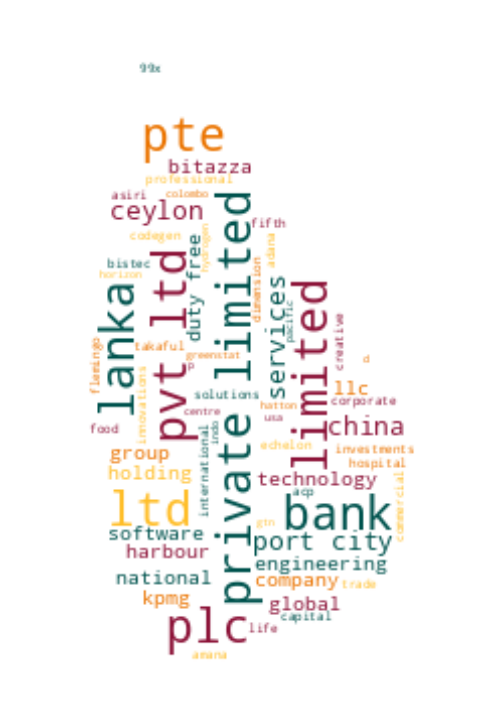 99x
pte
bitazza
professional
asiri
colombo
ceylon
fifth
codegen
hydrogen
adana
bistec
horizon
duty free
private limited
pvt ltd
lanka
dimension
services
pacific
limited
creative
flemingo
takaful
greenstat
p
d
innovations
solutions
llc
corporate
centre
hatton
usa
food
indo
china
international
echelon
investments
group
hospital
holding
technology
commercial
acp
ltd
bank
gtn
software
port city
harbour
engineering
national
company
trade
kpmg
global
capital
plc
life
amana